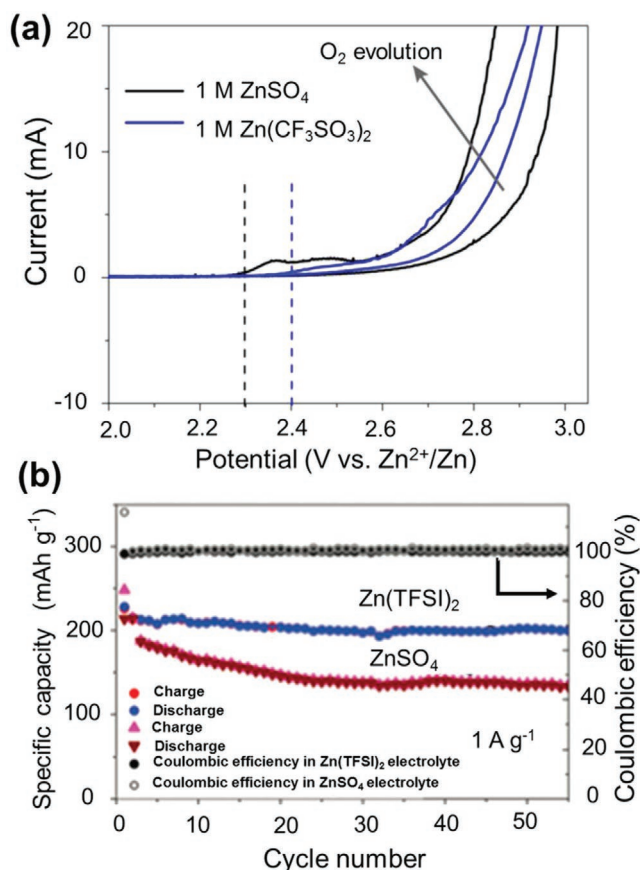 (a)
O₂ evolution
1 M ZnSO₄
1 M Zn(CF₃SO₃)₂
Current (mA)
20
10
0
-10
2.0 2.2 2.4 2.6 2.8 3.0
Potential (V vs. Zn²⁺/Zn)
(b)
Specific capacity (mAh g⁻¹)
300
200
100
0
Zn(TFSI)₂
ZnSO₄
Charge
Discharge
Charge
Discharge
Coulombic efficiency in Zn(TFSI)₂ electrolyte
Coulombic efficiency in ZnSO₄ electrolyte
1 A g⁻¹
100
80
60
40
20
0
Coulombic efficiency (%)
0 10 20 30 40 50
Cycle number